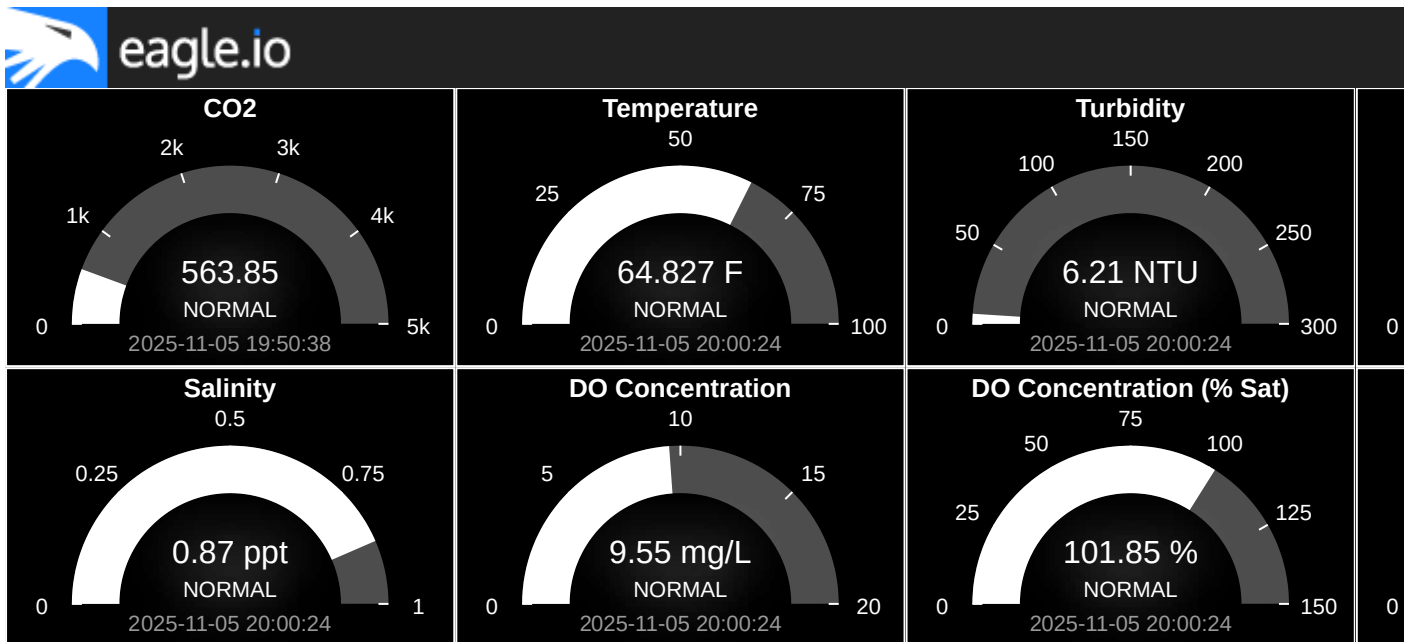 eagle.io
CO2
0
1k
2k
3k
4k
5k
563.85
NORMAL
2025-11-05 19:50:38
Temperature
0
25
50
75
100
64.827 F
NORMAL
2025-11-05 20:00:24
Turbidity
0
50
100
150
200
250
300
6.21 NTU
NORMAL
2025-11-05 20:00:24
0
Salinity
0
0.25
0.5
0.75
1
0.87 ppt
NORMAL
2025-11-05 20:00:24
DO Concentration
0
5
10
15
20
9.55 mg/L
NORMAL
2025-11-05 20:00:24
DO Concentration (% Sat)
0
25
50
75
100
125
150
101.85 %
NORMAL
2025-11-05 20:00:24
0